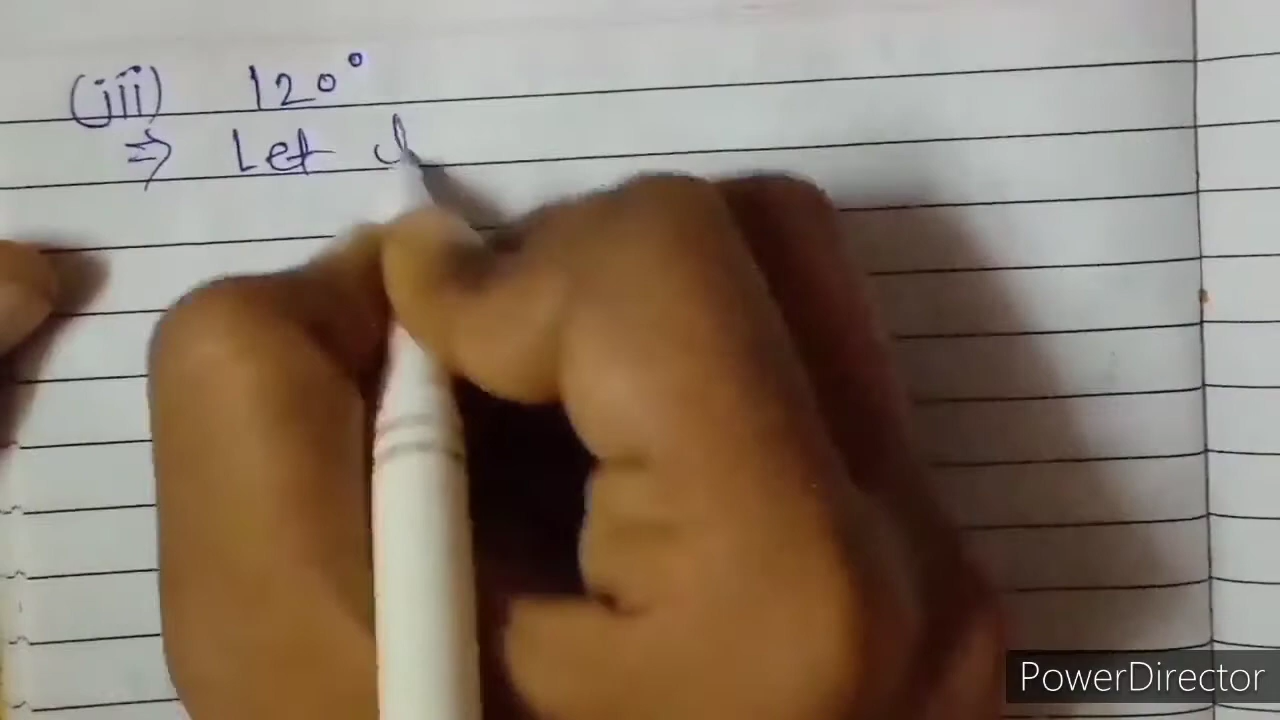 (iii) 120°
⇒ Let
PowerDirector